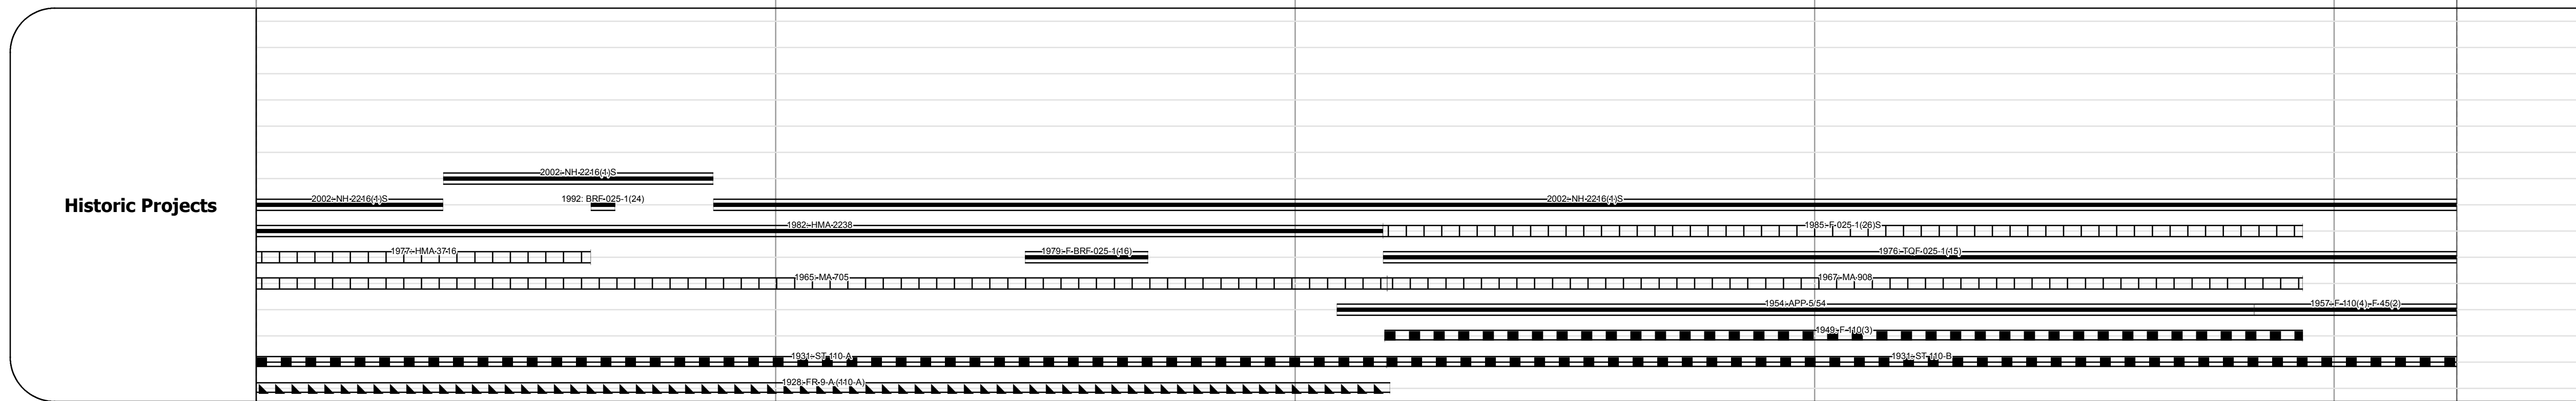 Historic Projects
2002: NH-2216(4)S
2002: NH-2216(4)S
1992: BRF-025-1(24)
2002: NH-2216(4)S
1982: HMA-2238
1985: F-025-1(26)S
1977: HMA-3716
1979: F-BRF-025-1(16)
1976: TQF-025-1(15)
1965: MA-705
1967: MA-908
1954: APP-5/54
1957: F-110(4), F-45(2)
1949: F-110(3)
1931: ST-110-A
1931: ST-110-B
1928: FR-9-A (110-A)